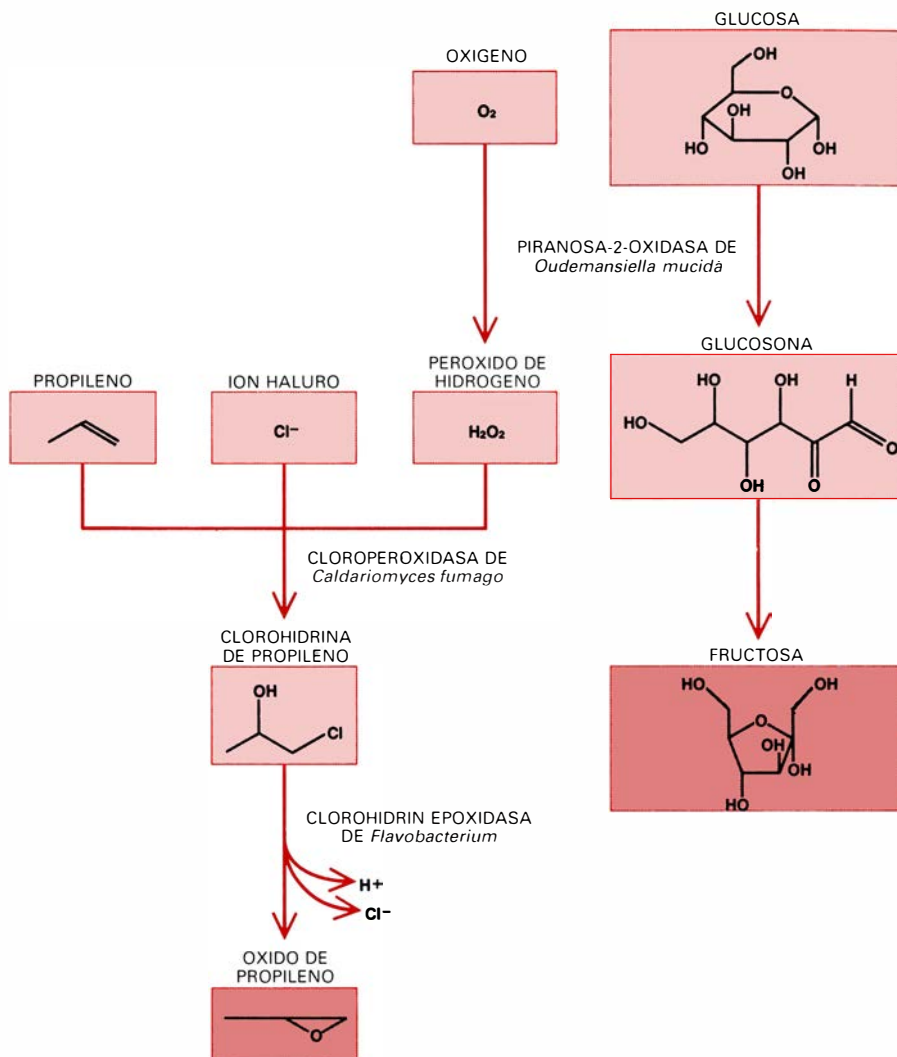 GLUCOSA
OH
O
OH
HO
OH
OH
OXIGENO
O₂
PIRANOSA-2-OXIDASA DE
Oudemansiella mucida
GLUCOSONA
HO
OH
H
HO
OH
O
O
PROPILENO
ION HALURO
Cl⁻
PEROXIDO DE
HIDROGENO
H₂O₂
CLOROPEROXIDASA DE
Caldariomyces fumago
CLOROHIDRINA
DE PROPILENO
OH
Cl
FRUCTOSA
HO
OH
O
OH
OH
HO
CLOROHIDRIN EPOXIDASA
DE Flavobacterium
H+
Cl⁻
OXIDO DE
PROPILENO
O